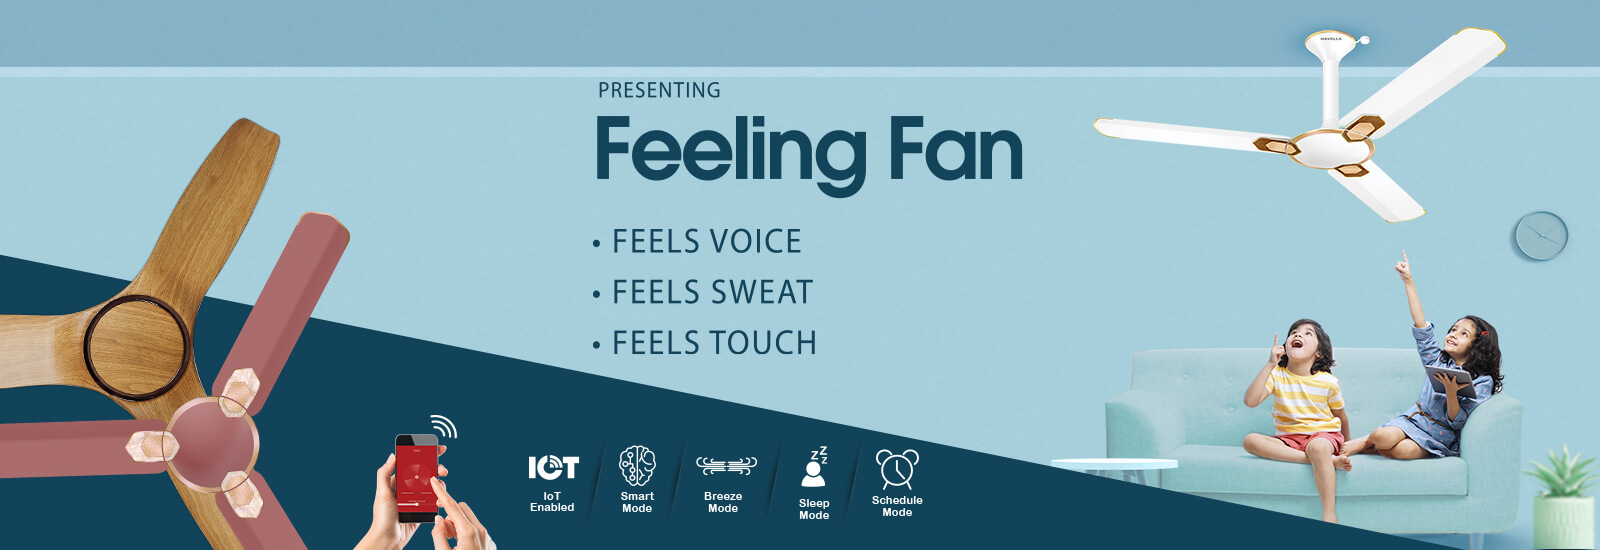 PRESENTING
Feeling Fan
• FEELS VOICE
• FEELS SWEAT
• FEELS TOUCH
HAVELLS
IOT
IoT
Enabled
Smart
Mode
Breeze
Mode
z z z
Sleep
Mode
Schedule
Mode